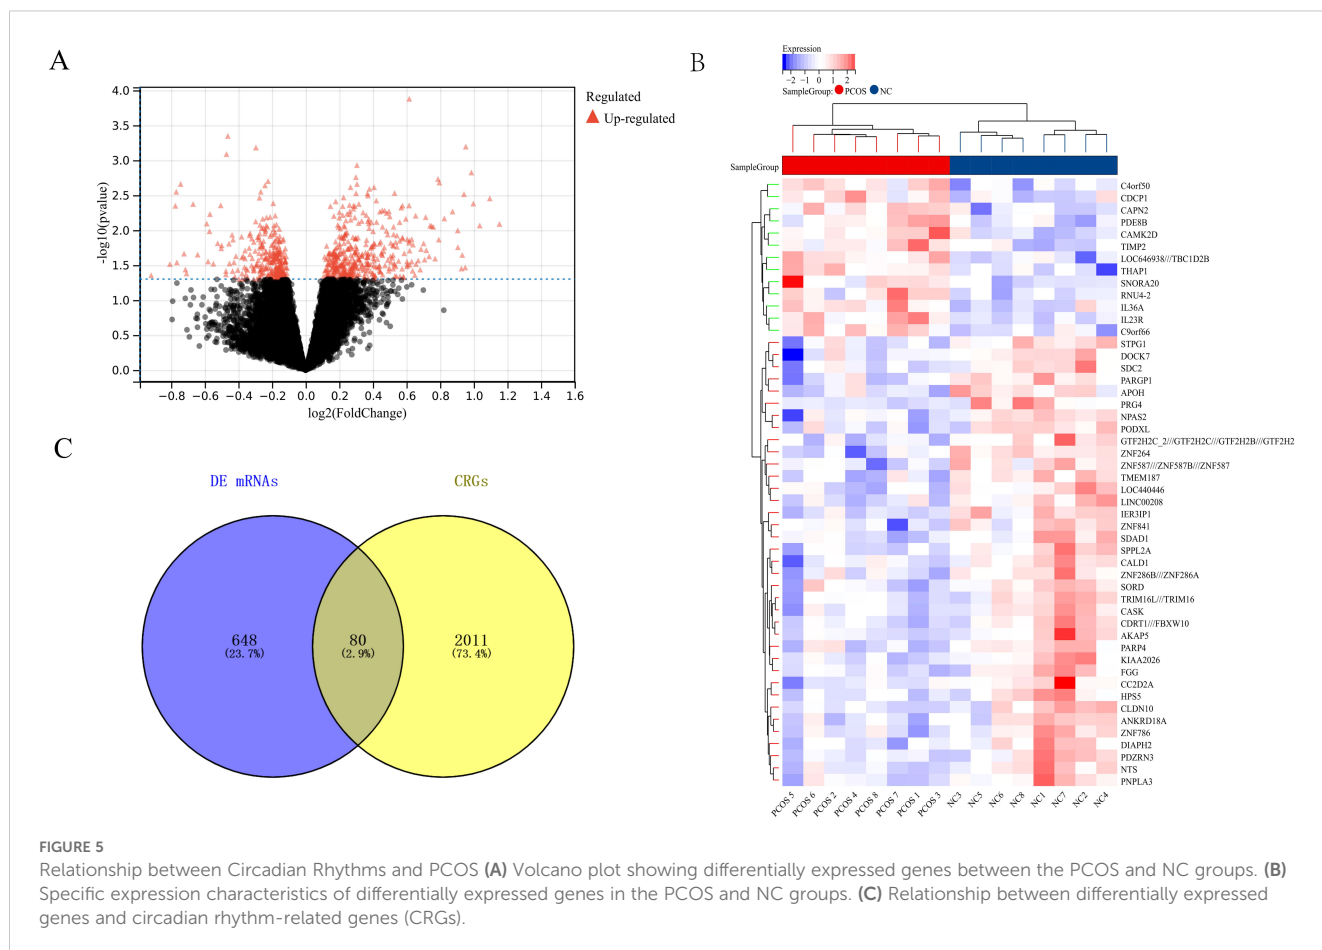 A
4.0
3.5
3.0
2.5
2.0
1.5
1.0
0.5
0.0
-log10(pvalue)
−0.8 −0.6 −0.4 −0.2 0.0 0.2 0.4 0.6 0.8 1.0 1.2 1.4 1.6
log2(FoldChange)
Regulated
Up-regulated
B
Expression
−2 −1 0 1 2
SampleGroup: PCOS NC
SampleGroup
C4orf50
CDCP1
CAPN2
PDE8B
CAMK2D
TIMP2
LOC646938///TBC1D2B
THAP1
SNORA20
RNU4-2
IL36A
IL23R
C9orf66
STPG1
DOCK7
SDC2
PARGP1
APOH
PRG4
NPAS2
PODXL
GTF2H2C_2///GTF2H2C///GTF2H2B///GTF2H2
ZNF264
ZNF587///ZNF587B///ZNF587
TMEM187
LOC440446
LINC00208
IER3IP1
ZNF841
SDAD1
SPPL2A
CALD1
ZNF286B///ZNF286A
SORD
TRIM16L///TRIM16
CASK
CDRT1///FBXW10
AKAP5
PARP4
KIAA2026
FGG
CC2D2A
HPS5
CLDN10
ANKRD18A
ZNF786
DIAPH2
PDZRN3
NTS
PNPLA3
PCOS 5 PCOS 6 PCOS 2 PCOS 4 PCOS 8 PCOS 7 PCOS 1 PCOS 3 NC3 NC5 NC6 NC8 NC1 NC7 NC2 NC4
C
DE mRNAs CRGs
648 80 2011
(23.7%) (2.9%) (73.4%)
FIGURE 5
Relationship between Circadian Rhythms and PCOS (A) Volcano plot showing differentially expressed genes between the PCOS and NC groups. (B)
Specific expression characteristics of differentially expressed genes in the PCOS and NC groups. (C) Relationship between differentially expressed
genes and circadian rhythm-related genes (CRGs).